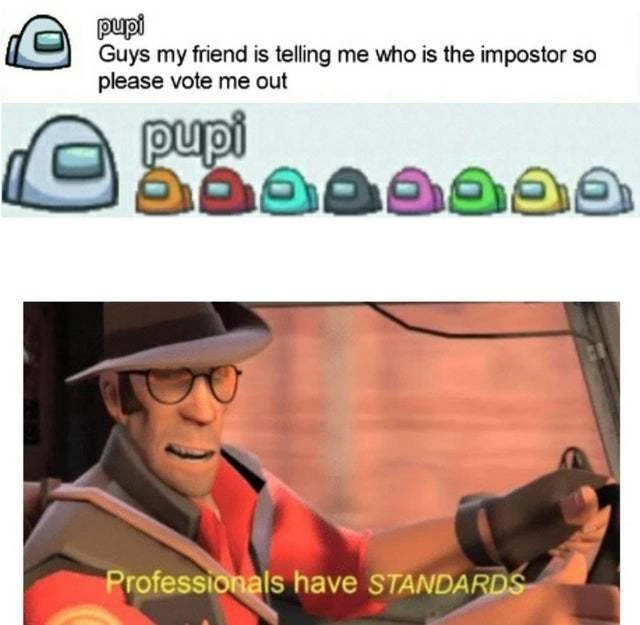 pupi
Guys my friend is telling me who is the impostor so
please vote me out
pupi
Professionals have STANDARDS